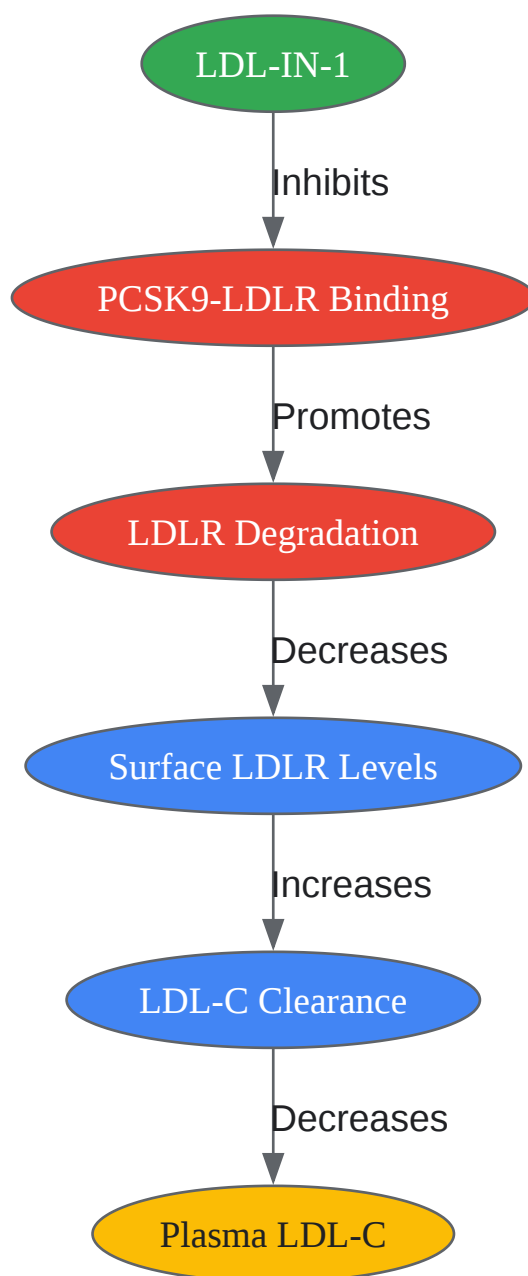 LDL-IN-1
Inhibits
PCSK9-LDLR Binding
Promotes
LDLR Degradation
Decreases
Surface LDLR Levels
Increases
LDL-C Clearance
Decreases
Plasma LDL-C